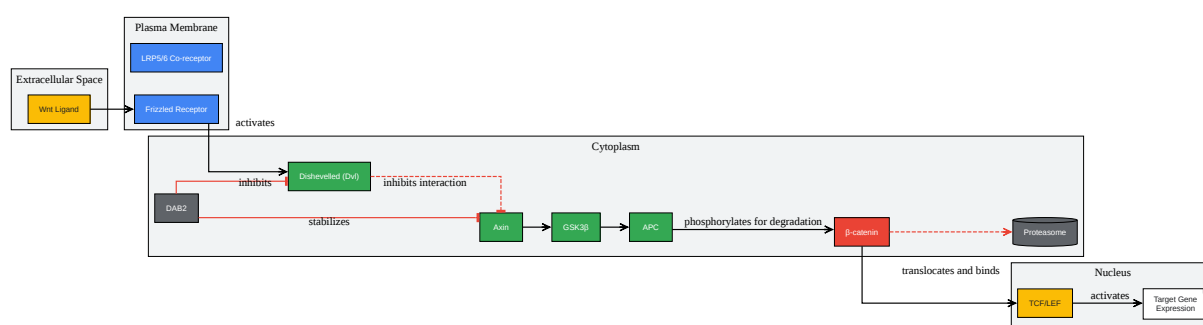 Plasma Membrane
LRP5/6 Co-receptor
Extracellular Space
Wnt Ligand
Frizzled Receptor
activates
Cytoplasm
Dishevelled (Dvl)
inhibits
inhibits interaction
DAB2
stabilizes
Axin
GSK3β
APC
phosphorylates for degradation
β-catenin
Proteasome
translocates and binds
Nucleus
TCF/LEF
activates
Target Gene
Expression